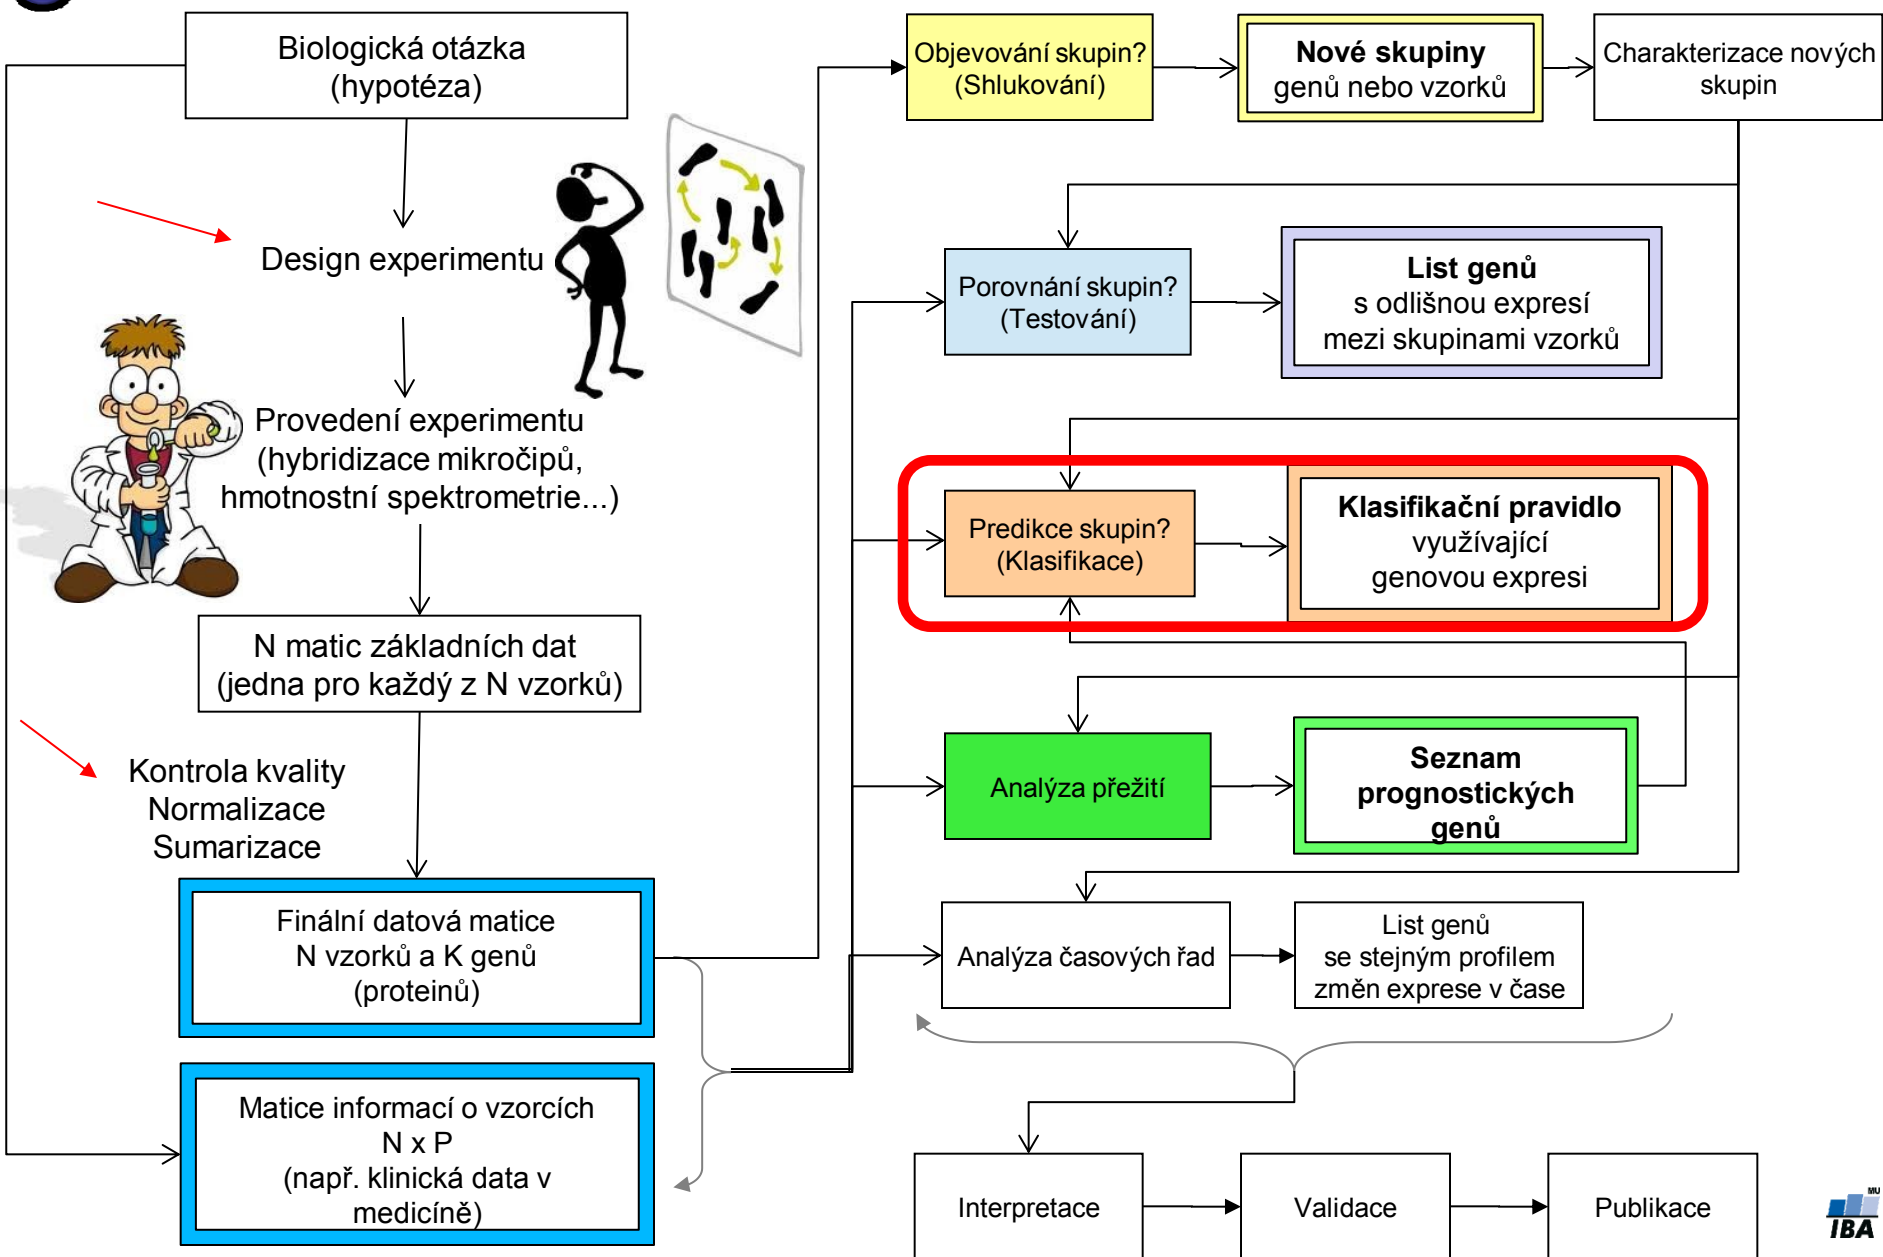 Biologická otázka
(hypotéza)
Design experimentu
Provedení experimentu
(hybridizace mikročipů,
hmotnostní spektrometrie...)
N matic základních dat
(jedna pro každý z N vzorků)
Kontrola kvality
Normalizace
Sumarizace
Finální datová matice
N vzorků a K genů
(proteinů)
Matice informací o vzorcích
N x P
(např. klinická data v
medicíně)
Objevování skupin?
(Shlukování)
Nové skupiny
genů nebo vzorků
Charakterizace nových
skupin
Porovnání skupin?
(Testování)
List genů
s odlišnou expresí
mezi skupinami vzorků
Predikce skupin?
(Klasifikace)
Klasifikační pravidlo
využívající
genovou expresi
Analýza přežití
Seznam
prognostických
genů
Analýza časových řad
List genů
se stejným profilem
změn exprese v čase
Interpretace
Validace
Publikace
MU
IBA